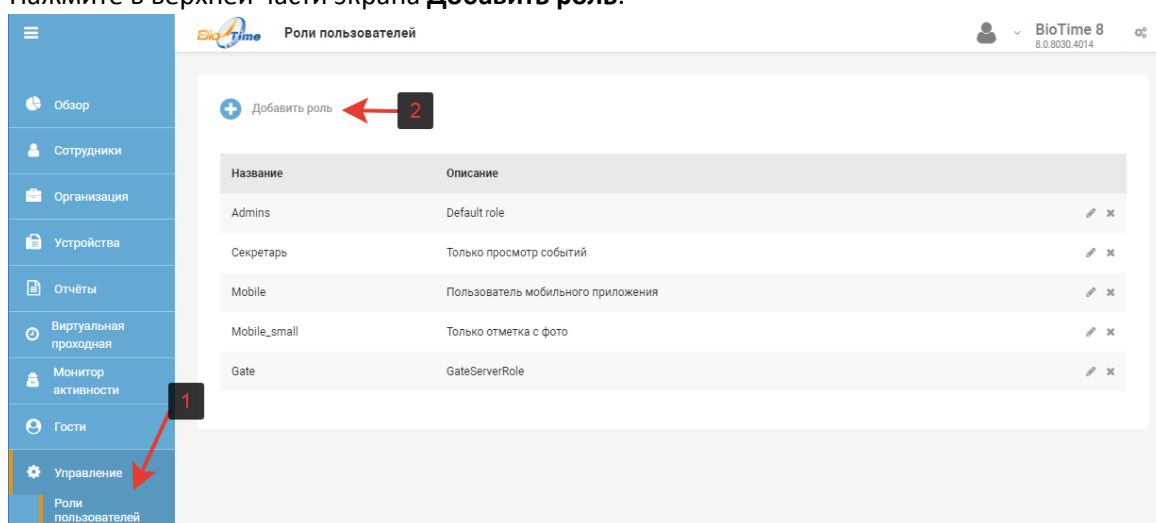 Нажмите в верхней части экрана Добавить роль.
BioTime
Роли пользователей
BioTime 8
8.0.8030.4014
Обзор
Сотрудники
Организация
Устройства
Отчёты
Виртуальная
проходная
Монитор
активности
Гости
Управление
Роли
пользователей
1
Добавить роль
2
Название Описание
Admins Default role
Секретарь Только просмотр событий
Mobile Пользователь мобильного приложения
Mobile_small Только отметка с фото
Gate GateServerRole